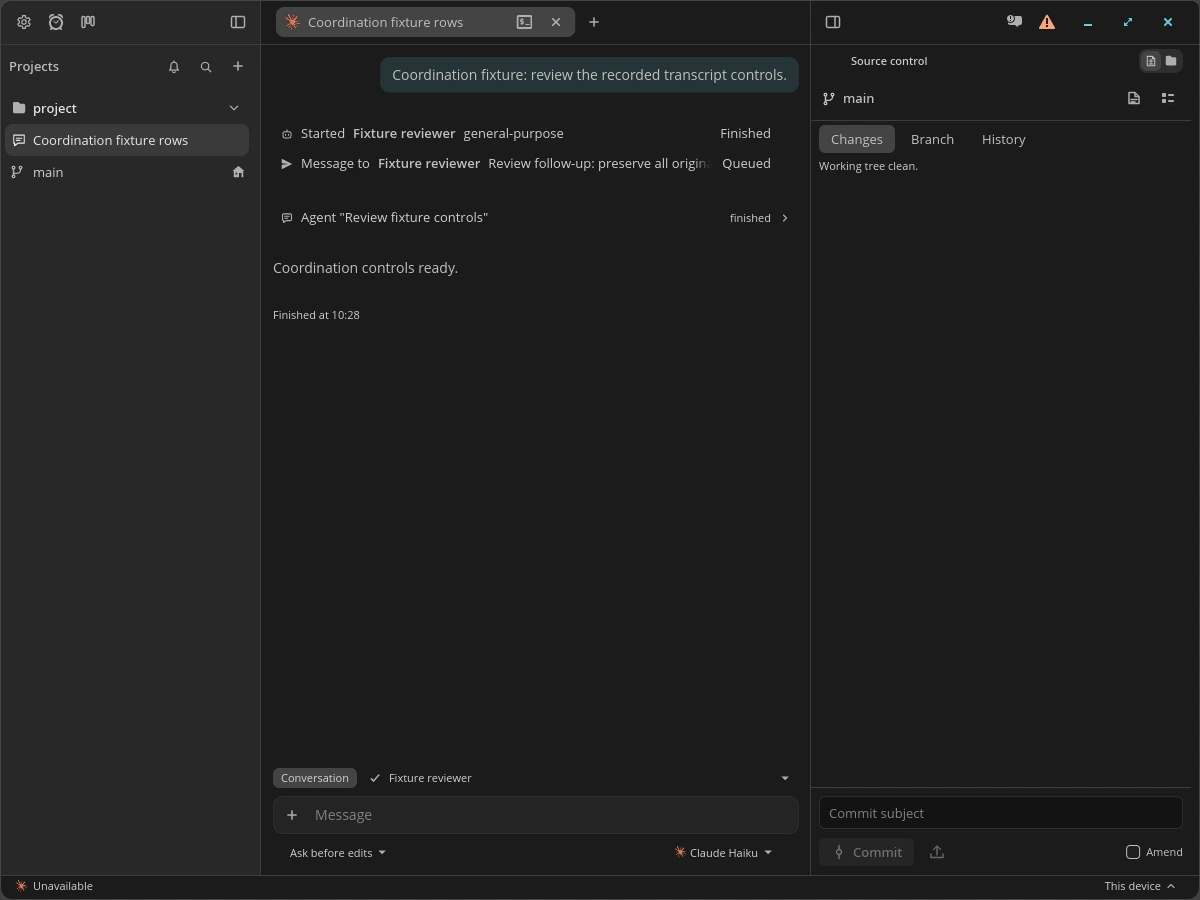 Coordination fixture rows
Projects
project
Coordination fixture rows
main
Coordination fixture: review the recorded transcript controls.
Started Fixture reviewer general-purpose Finished
Message to Fixture reviewer Review follow-up: preserve all origina Queued
Agent "Review fixture controls" finished
Coordination controls ready.
Finished at 10:28
Conversation Fixture reviewer
Message
Ask before edits Claude Haiku
Source control
main
Changes Branch History
Working tree clean.
Commit subject
Commit Amend
Unavailable This device